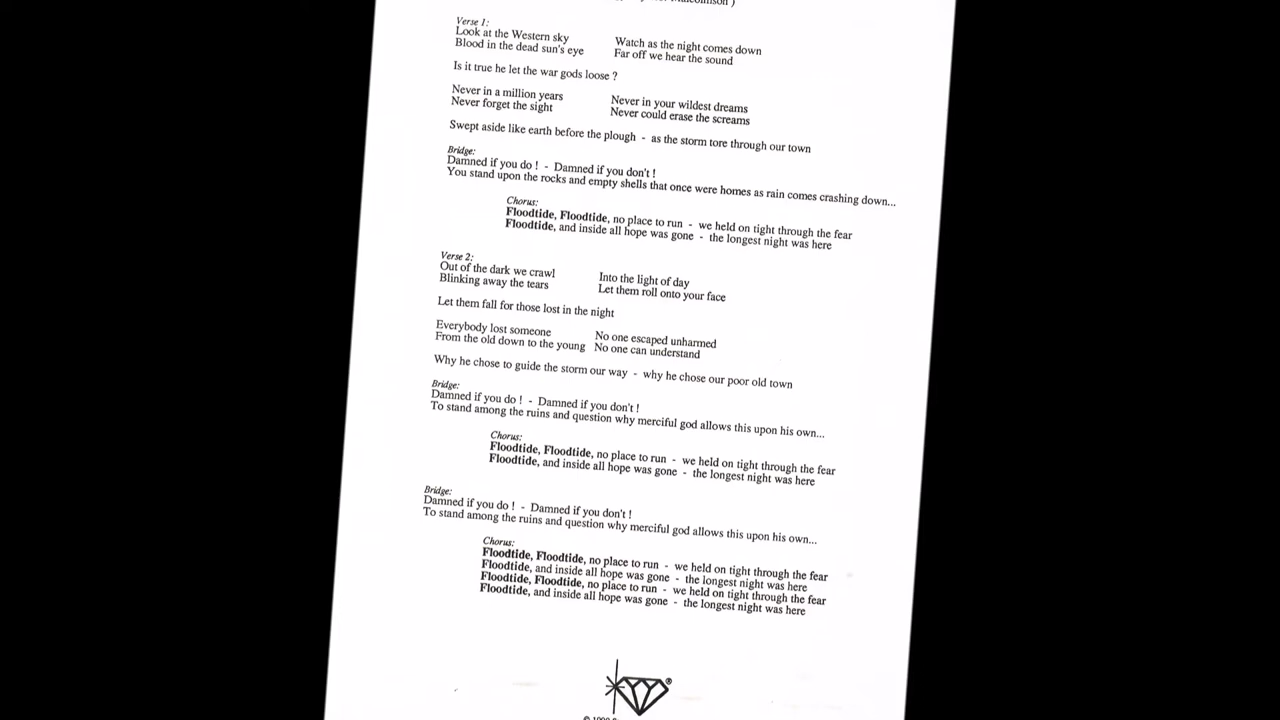 Verse 1:
Look at the Western sky Watch as the night comes down
Blood in the dead sun's eye Far off we hear the sound
Is it true he let the war gods loose ?
Never in a million years Never in your wildest dreams
Never forget the sight Never could erase the screams
Swept aside like earth before the plough - as the storm tore through our town
Bridge:
Damned if you do ! - Damned if you don't !
You stand upon the rocks and empty shells that once were homes as rain comes crashing down...
Chorus:
Floodtide, Floodtide, no place to run - we held on tight through the fear
Floodtide, and inside all hope was gone - the longest night was here
Verse 2:
Out of the dark we crawl Into the light of day
Blinking away the tears Let them roll onto your face
Let them fall for those lost in the night
Everybody lost someone No one escaped unharmed
From the old down to the young No one can understand
Why he chose to guide the storm our way - why he chose our poor old town
Bridge:
Damned if you do ! - Damned if you don't !
To stand among the ruins and question why merciful god allows this upon his own...
Chorus:
Floodtide, Floodtide, no place to run - we held on tight through the fear
Floodtide, and inside all hope was gone - the longest night was here
Bridge:
Damned if you do ! - Damned if you don't !
To stand among the ruins and question why merciful god allows this upon his own...
Chorus:
Floodtide, Floodtide, no place to run - we held on tight through the fear
Floodtide, and inside all hope was gone - the longest night was here
Floodtide, Floodtide, no place to run - we held on tight through the fear
Floodtide, and inside all hope was gone - the longest night was here
®